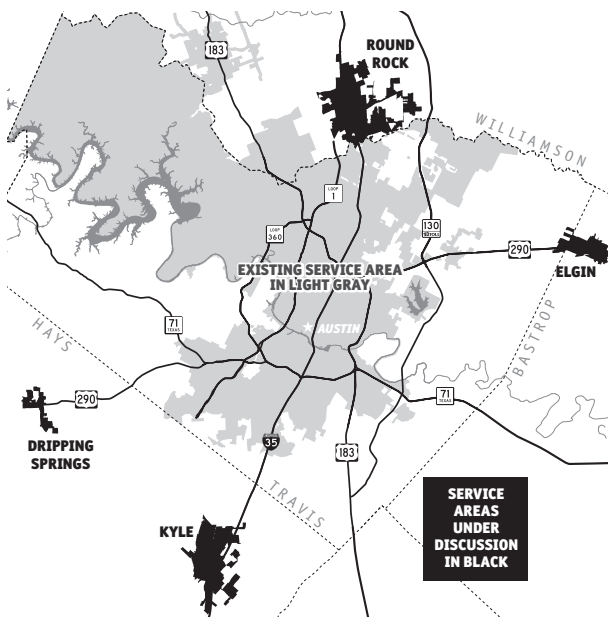 183
ROUND
ROCK
WILLIAMSON
LOOP
1
LOOP
360
130
TOLL
290
ELGIN
EXISTING SERVICE AREA
IN LIGHT GRAY
AUSTIN
HAYS
71
TEXAS
BASTROP
290
71
TEXAS
DRIPPING
SPRINGS
35
183
TRAVIS
KYLE
SERVICE
AREAS
UNDER
DISCUSSION
IN BLACK